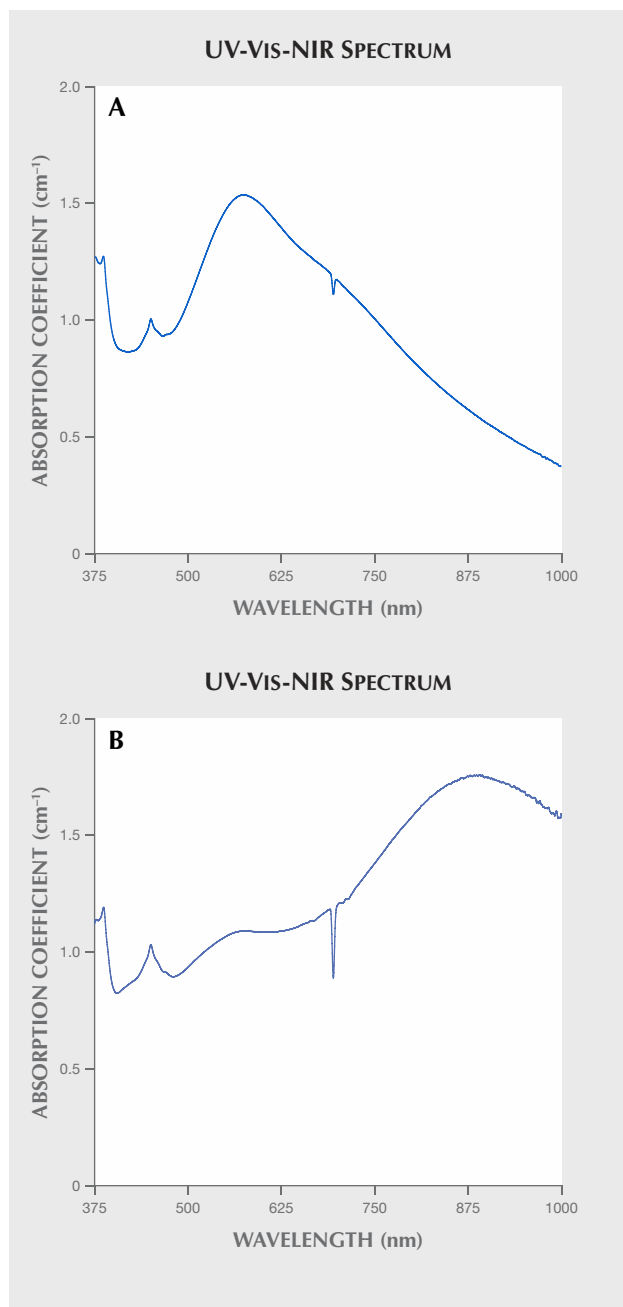 UV-VIS-NIR SPECTRUM
A
2.0
1.5
1.0
0.5
0
ABSORPTION COEFFICIENT (cm⁻¹)
375 500 625 750 875 1000
WAVELENGTH (nm)
UV-VIS-NIR SPECTRUM
B
2.0
1.5
1.0
0.5
0
ABSORPTION COEFFICIENT (cm⁻¹)
375 500 625 750 875 1000
WAVELENGTH (nm)